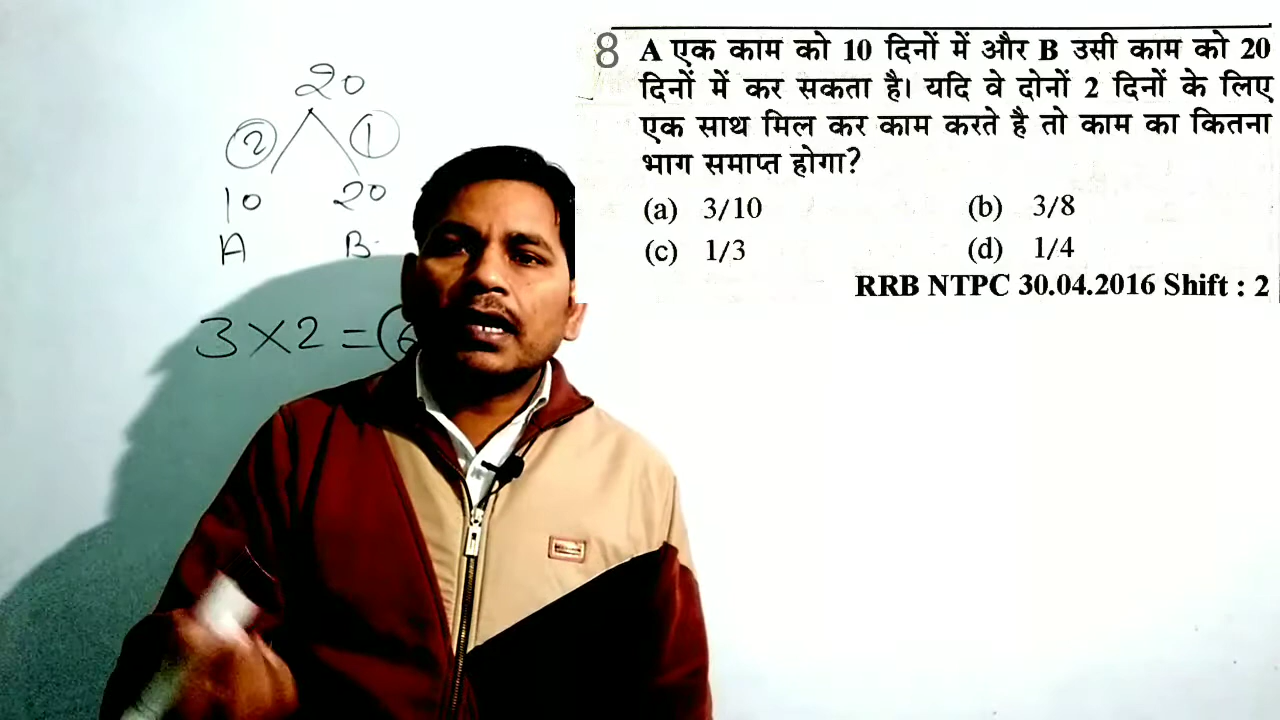 8 A एक काम को 10 दिनों में और B उसी काम को 20
दिनों में कर सकता है। यदि वे दोनों 2 दिनों के लिए
एक साथ मिल कर काम करते है तो काम का कितना
भाग समाप्त होगा?
(a) 3/10 (b) 3/8
(c) 1/3 (d) 1/4
RRB NTPC 30.04.2016 Shift : 2
20
2 1
10 20
A B
3×2=6